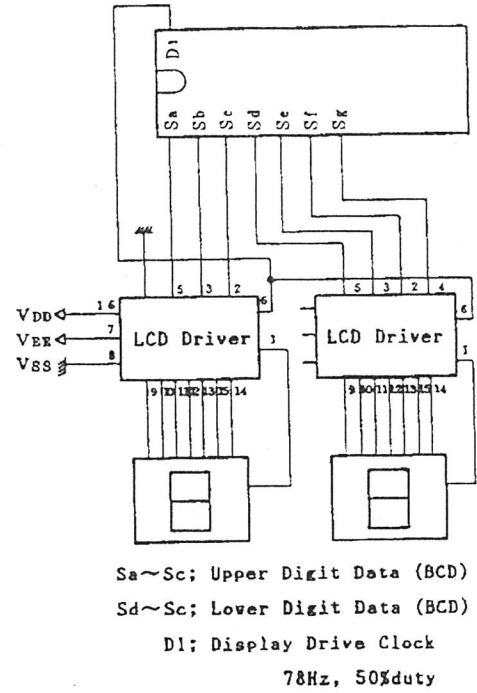 D1
Sa Sb Sc Sd Se Sf Sg
5 3 2 6
5 3 2 4 6
VDD 16
VEE 7
VSS 8
LCD Driver
1
LCD Driver
1
9 10 11 12 13 15 14
9 10 11 12 13 15 14
Sa~Sc; Upper Digit Data (BCD)
Sd~Sc; Lower Digit Data (BCD)
D1; Display Drive Clock
78Hz, 50%duty